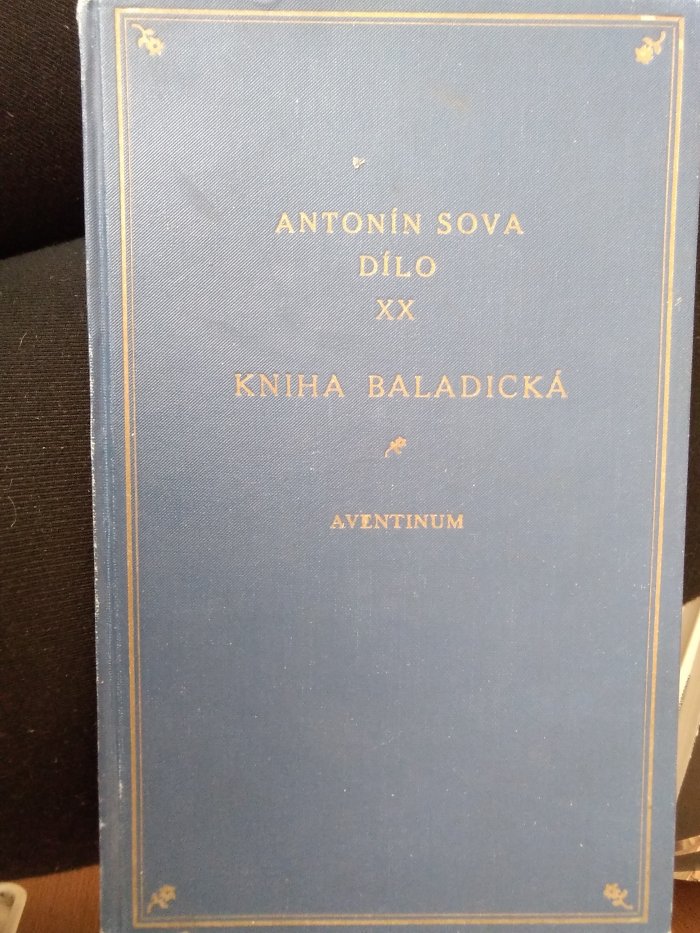 ANTONÍN SOVA
DÍLO
XX
KNIHA BALADICKÁ
AVENTINUM